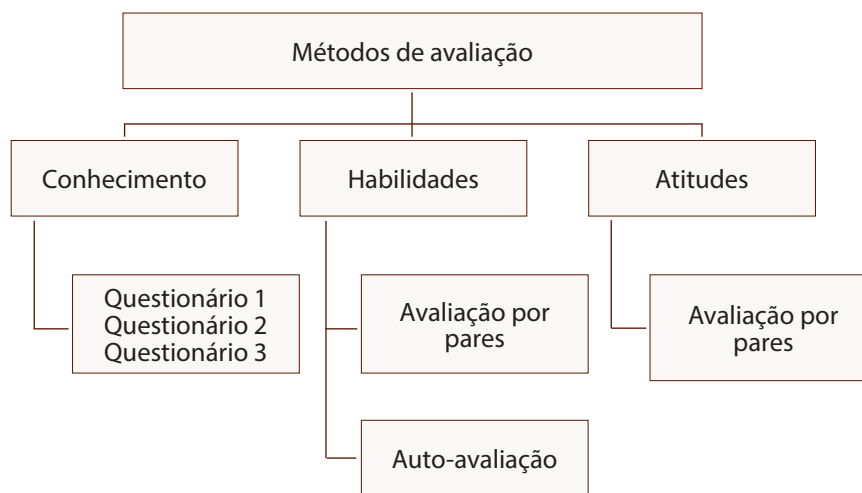 Métodos de avaliação
Conhecimento
Habilidades
Atitudes
Questionário 1
Questionário 2
Questionário 3
Avaliação por
pares
Avaliação por
pares
Auto-avaliação